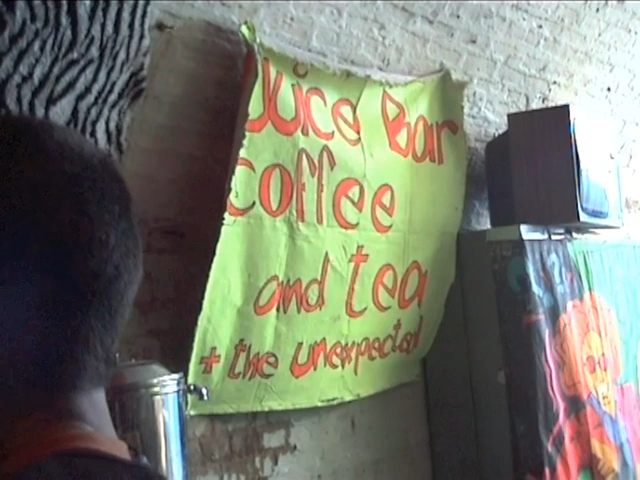 Juice Bar
coffee
and tea
+ the unexpected